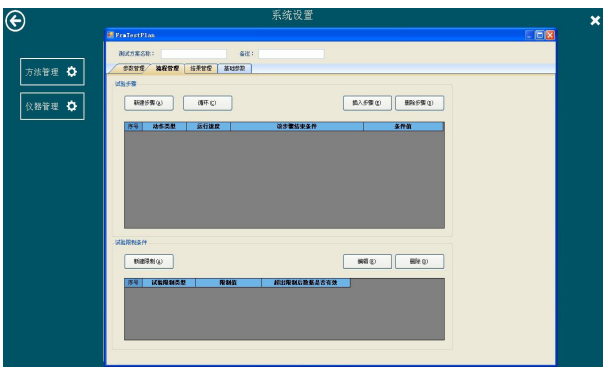 系统设置
FrmTestPlan
测试方案名称： 备注：
方法管理
参数管理 流程管理 结果管理 基础参数
试验步骤
仪器管理
新建步骤(A) 循环(C) 插入步骤(I) 删除步骤(D)
序号 动作类型 运行速度 该步骤结束条件 条件值
试验限制条件
新建限制(A) 编辑(E) 删除(D)
序号 试验限制类型 限制值 超出限制后数据是否有效